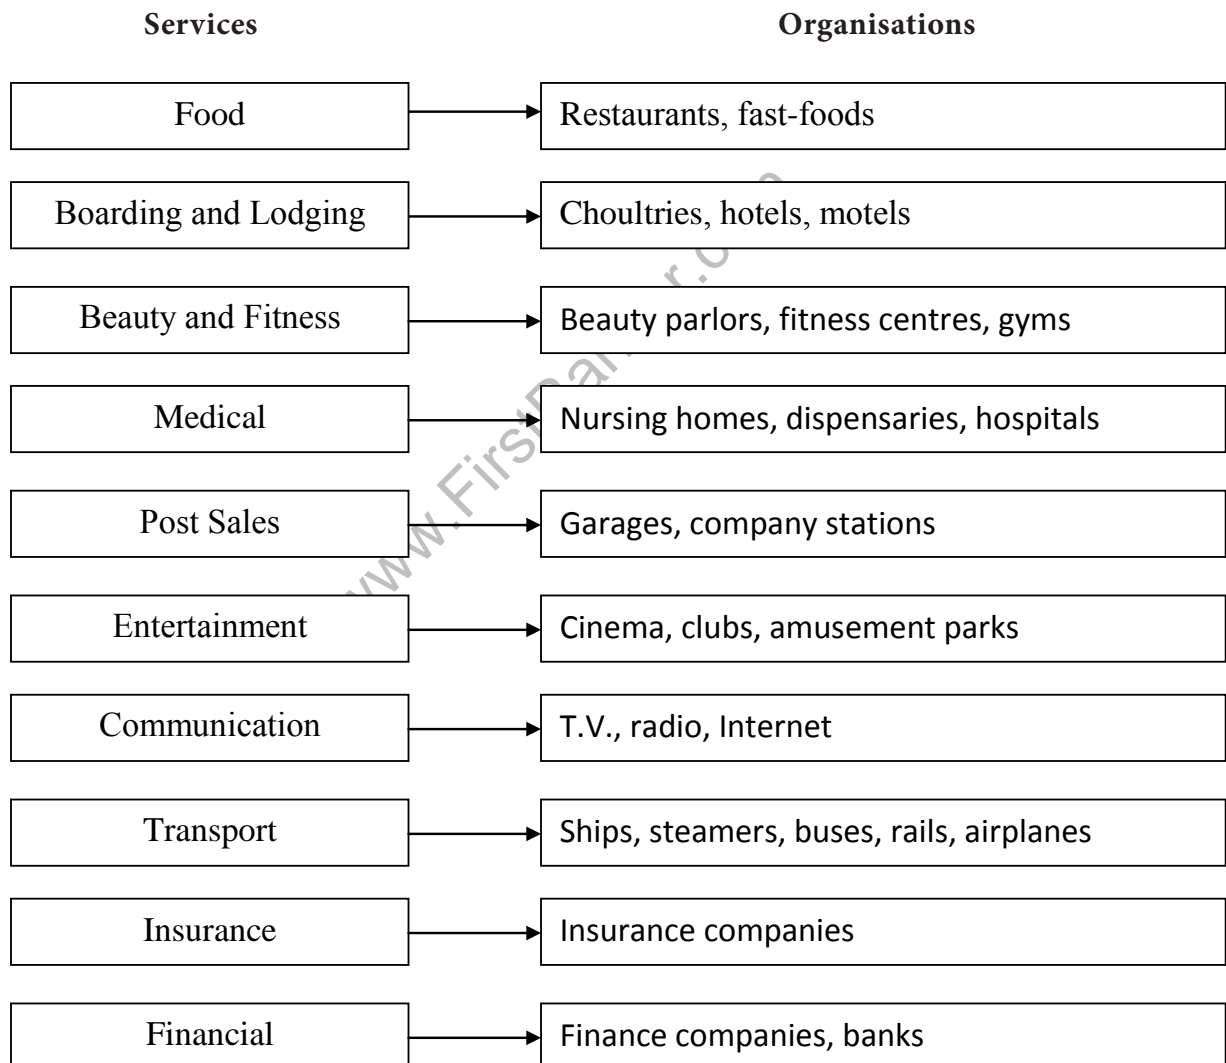 Services Organisations
Food Restaurants, fast-foods
Boarding and Lodging Choultries, hotels, motels
Beauty and Fitness Beauty parlors, fitness centres, gyms
Medical Nursing homes, dispensaries, hospitals
Post Sales Garages, company stations
Entertainment Cinema, clubs, amusement parks
Communication T.V., radio, Internet
Transport Ships, steamers, buses, rails, airplanes
Insurance Insurance companies
Financial Finance companies, banks